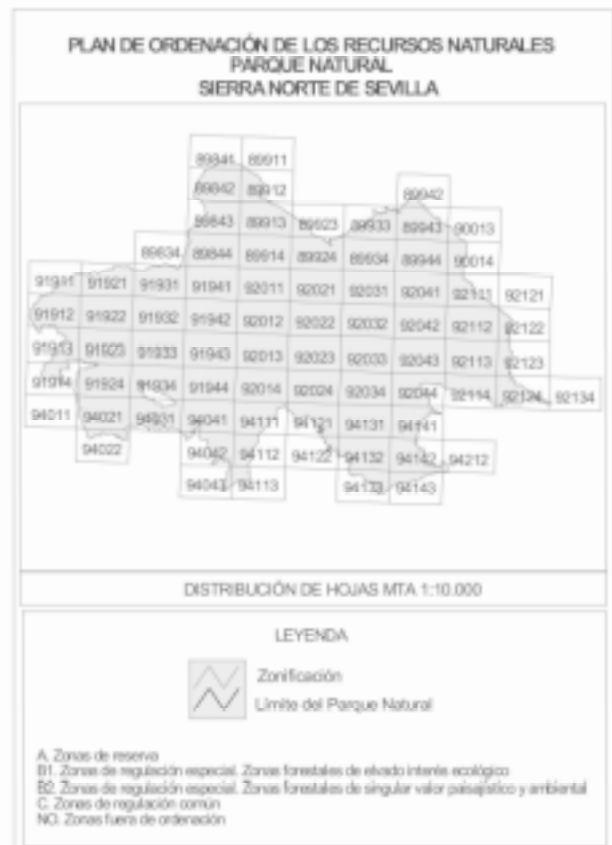 PLAN DE ORDENACIÓN DE LOS RECURSOS NATURALES
PARQUE NATURAL
SIERRA NORTE DE SEVILLA
89841 89911
89842 89912 89942
89843 89913 89923 89933 89943 90013
89834 89844 89914 89924 89934 89944 90014
91911 91921 91931 91941 92011 92021 92031 92041 92111 92121
91912 91922 91932 91942 92012 92022 92032 92042 92112 92122
91913 91923 91933 91943 92013 92023 92033 92043 92113 92123
91914 91924 91934 91944 92014 92024 92034 92044 92114 92124 92134
94011 94021 94031 94041 94111 94121 94131 94141
94022 94042 94112 94122 94132 94142 94212
94043 94113 94133 94143
DISTRIBUCIÓN DE HOJAS MTA 1:10.000
LEYENDA
Zonificación
Límite del Parque Natural
A. Zonas de reserva
B1. Zonas de regulación especial. Zonas forestales de elvado interés ecológico
B2. Zonas de regulación especial. Zonas forestales de singular valor paisajístico y ambiental
C. Zonas de regulación común
NO. Zonas fuera de ordenación